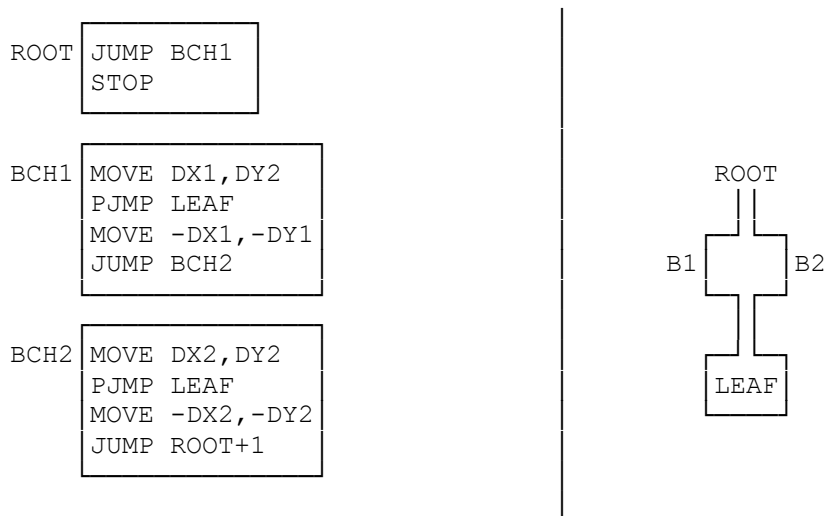 ROOT JUMP BCH1
STOP
BCH1 MOVE DX1,DY2
PJMP LEAF
MOVE -DX1,-DY1
JUMP BCH2
BCH2 MOVE DX2,DY2
PJMP LEAF
MOVE -DX2,-DY2
JUMP ROOT+1
ROOT
B1 B2
LEAF